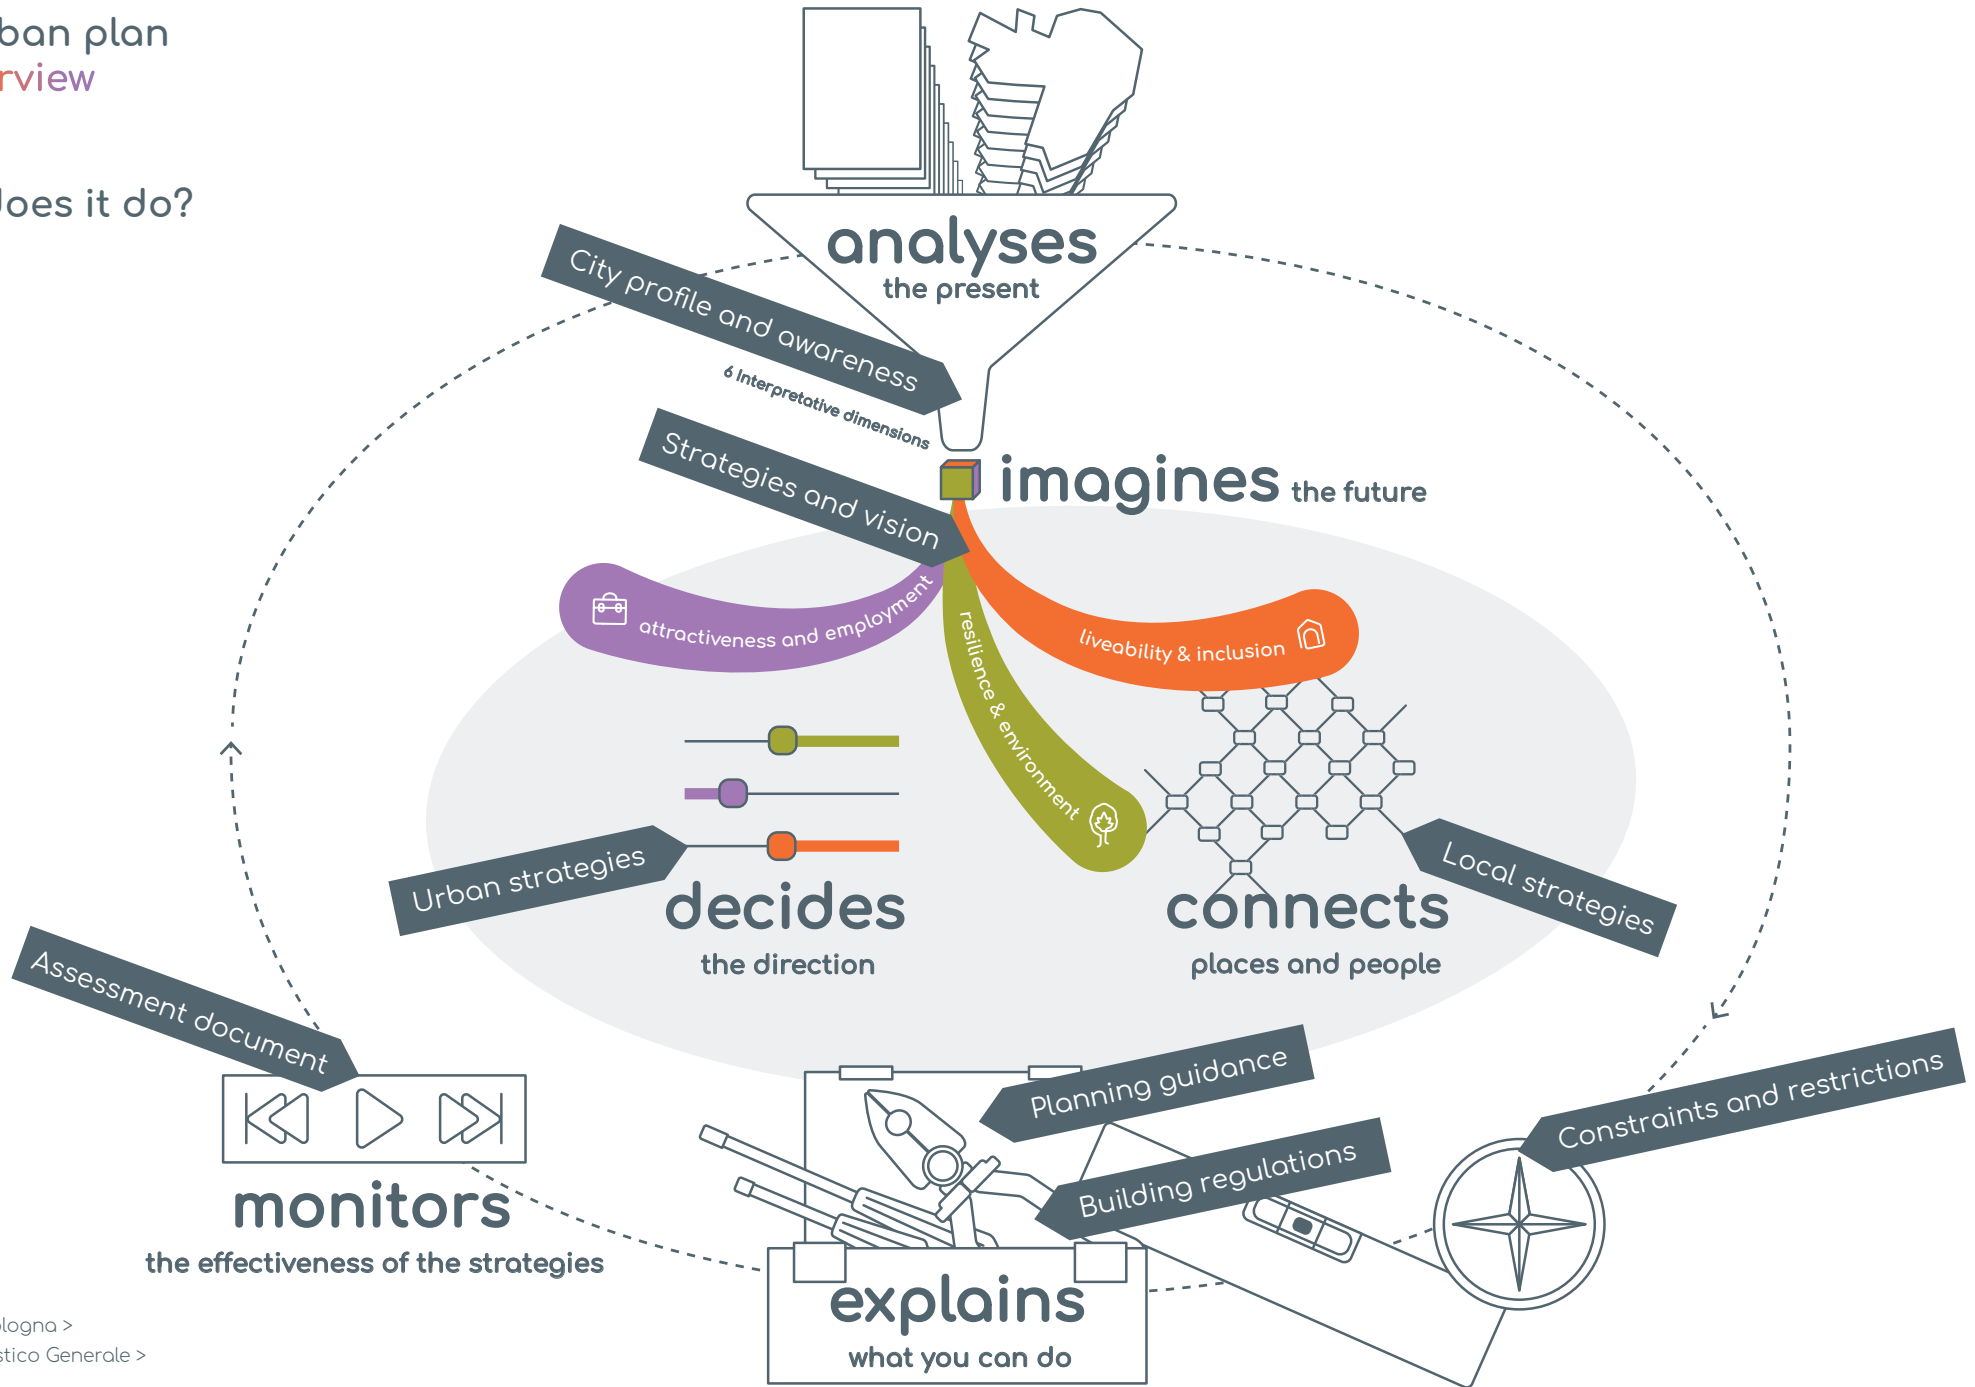 ban plan
rview
does it do?
analyses
the present
City profile and awareness
6 Interpretative dimensions
Strategies and vision
imagines the future
attractiveness and employment
resilience & environment
liveability & inclusion
Urban strategies
decides
the direction
connects
places and people
Local strategies
Assessment document
monitors
the effectiveness of the strategies
Planning guidance
Building regulations
Constraints and restrictions
explains
what you can do
logna >
stico Generale >